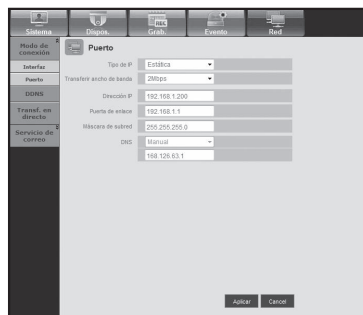 Sistema
Dispos.
REC
Grab.
Evento
Red
Modo de
conexión
Interfaz
Puerto
DDNS
Transf. en
directo
Servicio de
correo
Puerto
Tipo de IP Estática
Transferir ancho de banda 2Mbps
Dirección IP 192.168.1.200
Puerta de enlace 192.168.1.1
Máscara de subred 255.255.255.0
DNS Manual
168.126.63.1
Aplicar Cancel